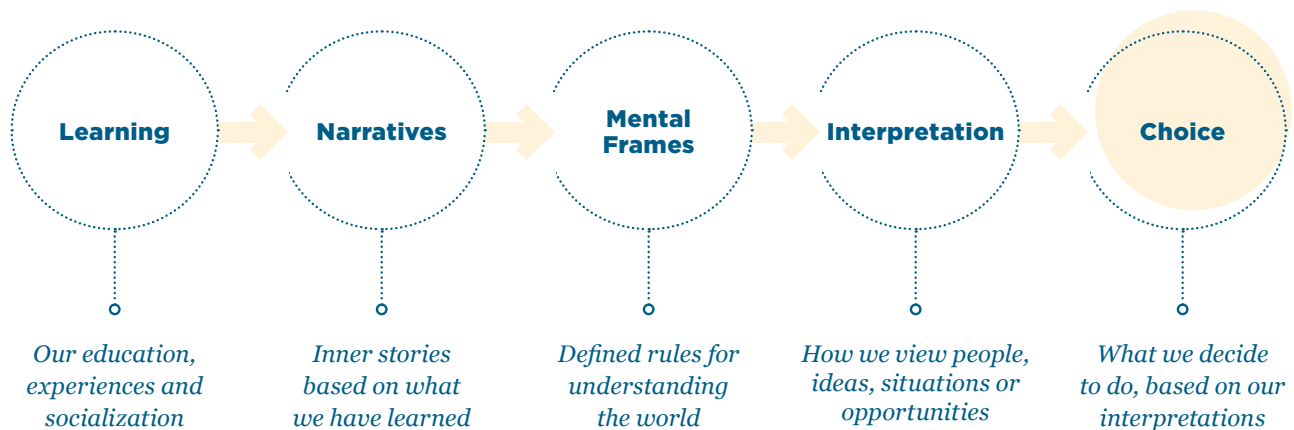 Learning
Narratives
Mental
Frames
Interpretation
Choice
Our education,
experiences and
socialization
Inner stories
based on what
we have learned
Defined rules for
understanding
the world
How we view people,
ideas, situations or
opportunities
What we decide
to do, based on our
interpretations